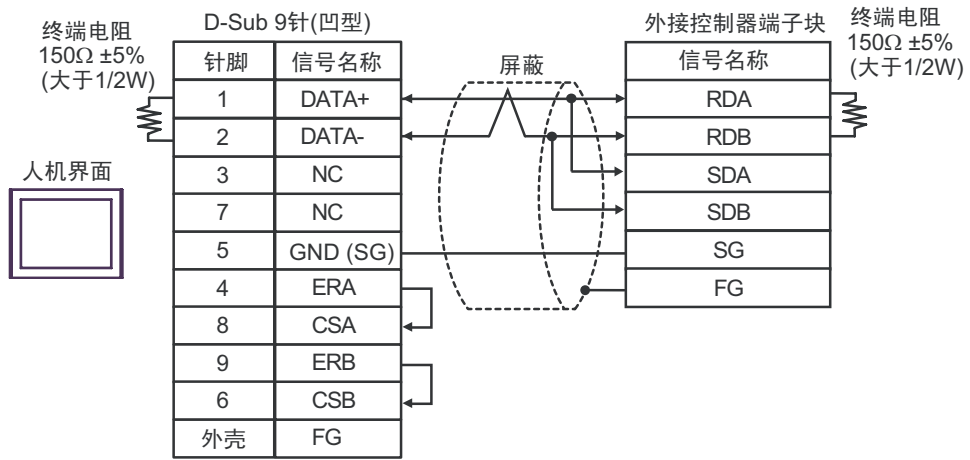 终端电阻
150Ω ±5%
(大于1/2W)
D-Sub 9针(凹型)
针脚 信号名称
1 DATA+
2 DATA-
3 NC
7 NC
5 GND (SG)
4 ERA
8 CSA
9 ERB
6 CSB
外壳 FG
人机界面
屏蔽
外接控制器端子块
信号名称
RDA
RDB
SDA
SDB
SG
FG
终端电阻
150Ω ±5%
(大于1/2W)